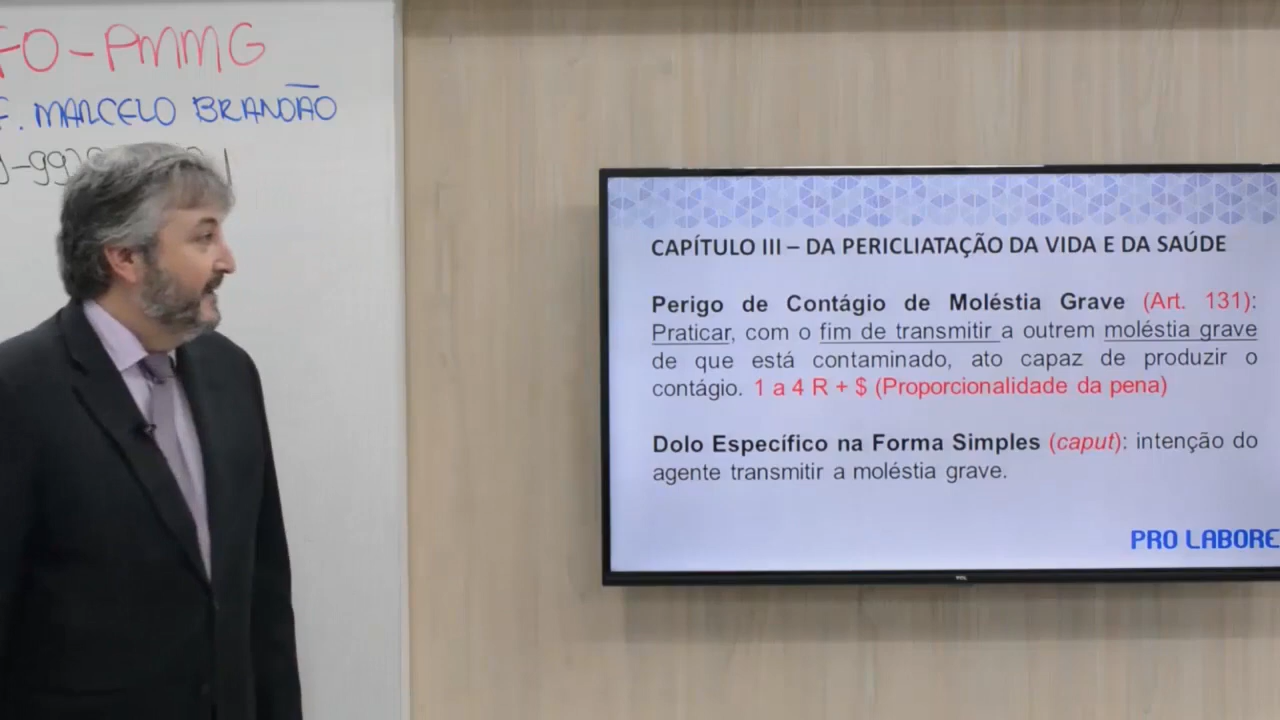 FO-PMMG
F. MARCELO BRANDÃO
CAPÍTULO III – DA PERICLIATAÇÃO DA VIDA E DA SAÚDE
Perigo de Contágio de Moléstia Grave (Art. 131):
Praticar, com o fim de transmitir a outrem moléstia grave
de que está contaminado, ato capaz de produzir o
contágio. 1 a 4 R + $ (Proporcionalidade da pena)
Dolo Específico na Forma Simples (caput): intenção do
agente transmitir a moléstia grave.
PRO LABORE
TCL